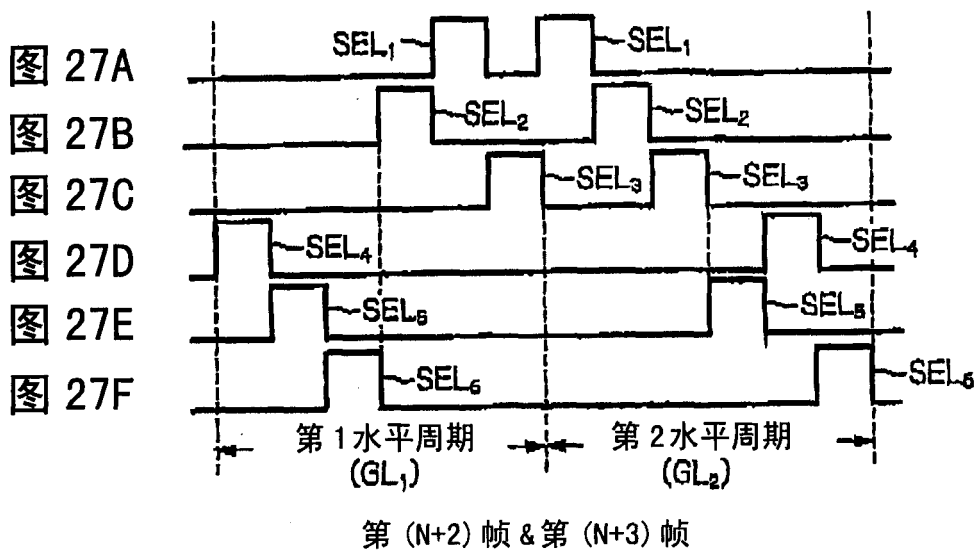 图 27A SEL₁ SEL₁
图 27B SEL₂ SEL₂
图 27C SEL₃ SEL₃
图 27D SEL₄ SEL₄
图 27E SEL₅ SEL₅
图 27F SEL₆ SEL₆
第1水平周期 第2水平周期
(GL₁) (GL₂)
第 (N+2) 帧 & 第 (N+3) 帧